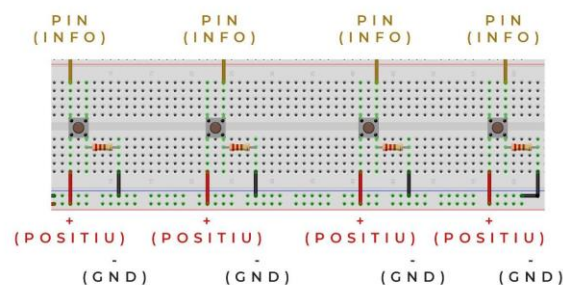 PIN PIN PIN PIN
(INFO) (INFO) (INFO) (INFO)
+ + + +
(POSITIU) (POSITIU) (POSITIU) (POSITIU)
- - - -
(GND) (GND) (GND) (GND)